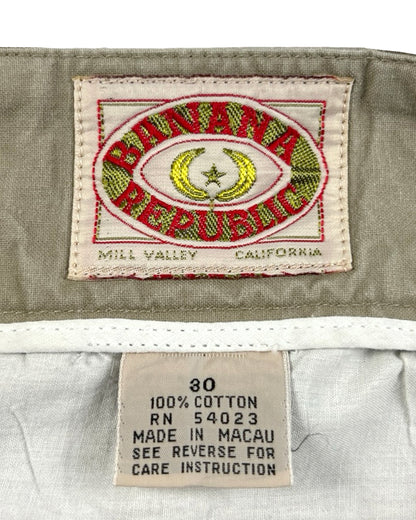 BANANA
REPUBLIC
MILL VALLEY CALIFORNIA
30
100% COTTON
RN 54023
MADE IN MACAU
SEE REVERSE FOR
CARE INSTRUCTION